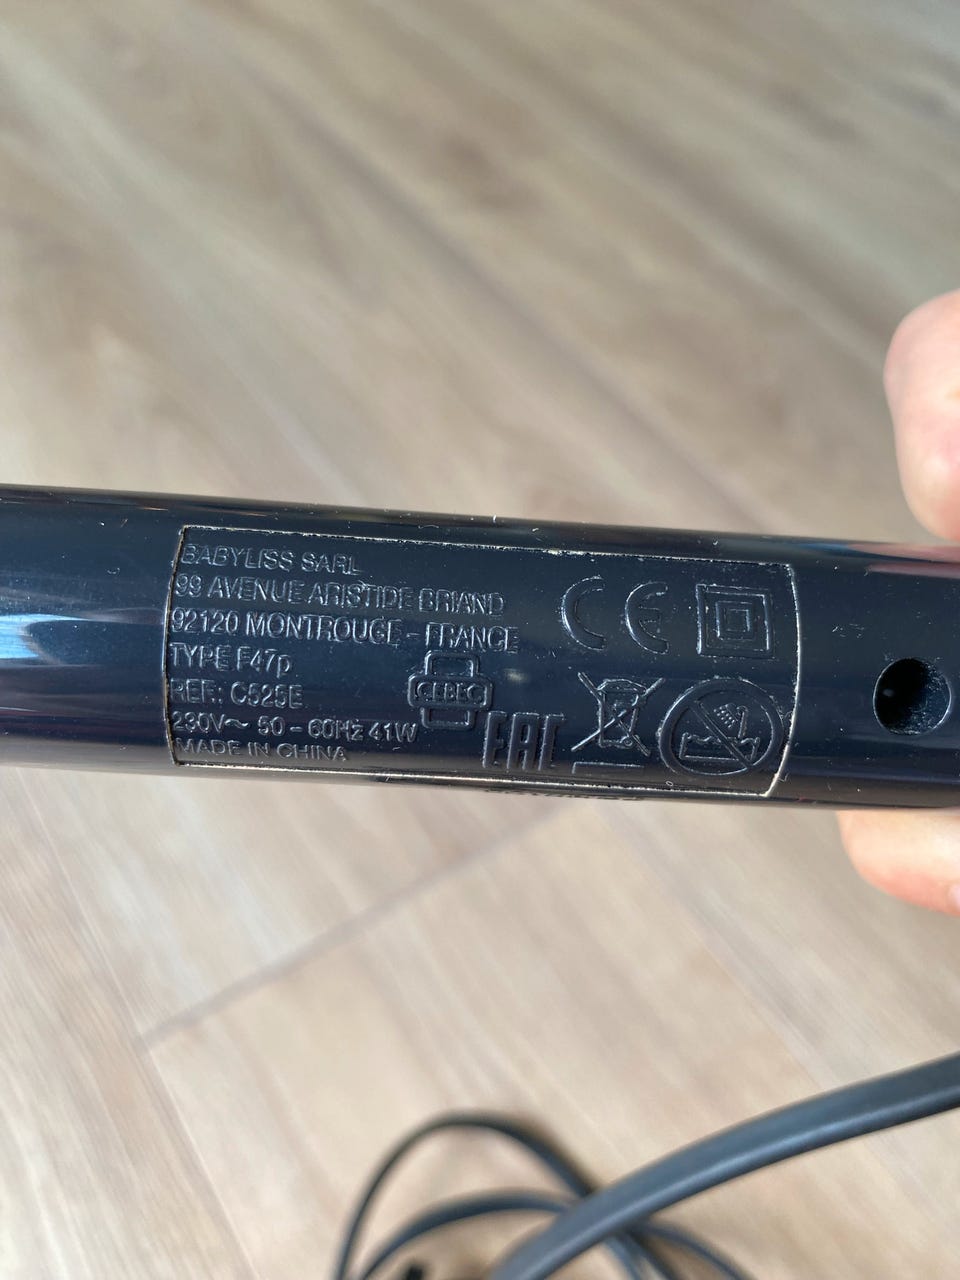 BABYLISS SARL
99 AVENUE ARISTIDE BRIAND
92120 MONTROUGE - FRANCE
TYPE F47p
REF: C525E
230V~ 50 - 60Hz 41W
MADE IN CHINA
CEBEC
EAC
CE